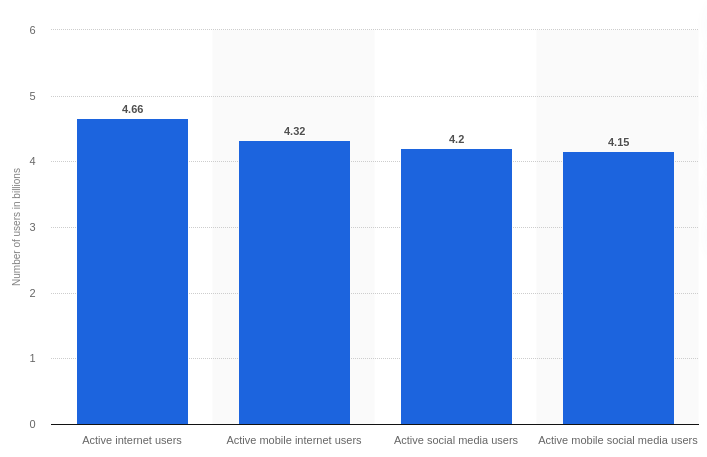 6
5
4
3
2
1
0
Number of users in billions
4.66
4.32
4.2
4.15
Active internet users
Active mobile internet users
Active social media users
Active mobile social media users